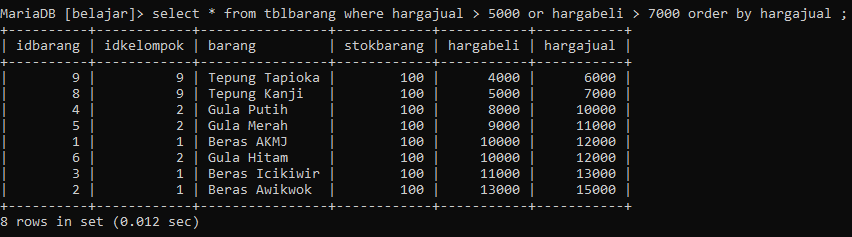 MariaDB [belajar]> select * from tblbarang where hargajual > 5000 or hargabeli > 7000 order by hargajual ;
+----------+------------+----------------+------------+-----------+-----------+
| idbarang | idkelompok | barang         | stokbarang | hargabeli | hargajual |
+----------+------------+----------------+------------+-----------+-----------+
|        9 |          9 | Tepung Tapioka |        100 |      4000 |      6000 |
|        8 |          9 | Tepung Kanji   |        100 |      5000 |      7000 |
|        4 |          2 | Gula Putih     |        100 |      8000 |     10000 |
|        5 |          2 | Gula Merah     |        100 |      9000 |     11000 |
|        1 |          1 | Beras AKMJ     |        100 |     10000 |     12000 |
|        6 |          2 | Gula Hitam     |        100 |     10000 |     12000 |
|        3 |          1 | Beras Icikiwir |        100 |     11000 |     13000 |
|        2 |          1 | Beras Awikwok  |        100 |     13000 |     15000 |
+----------+------------+----------------+------------+-----------+-----------+
8 rows in set (0.012 sec)